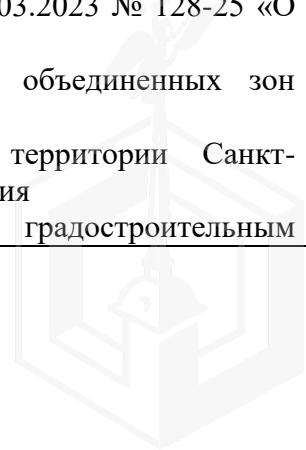 03.2023 № 128-25 «О
объединенных зон
территории Санкт-
ия
градостроительным